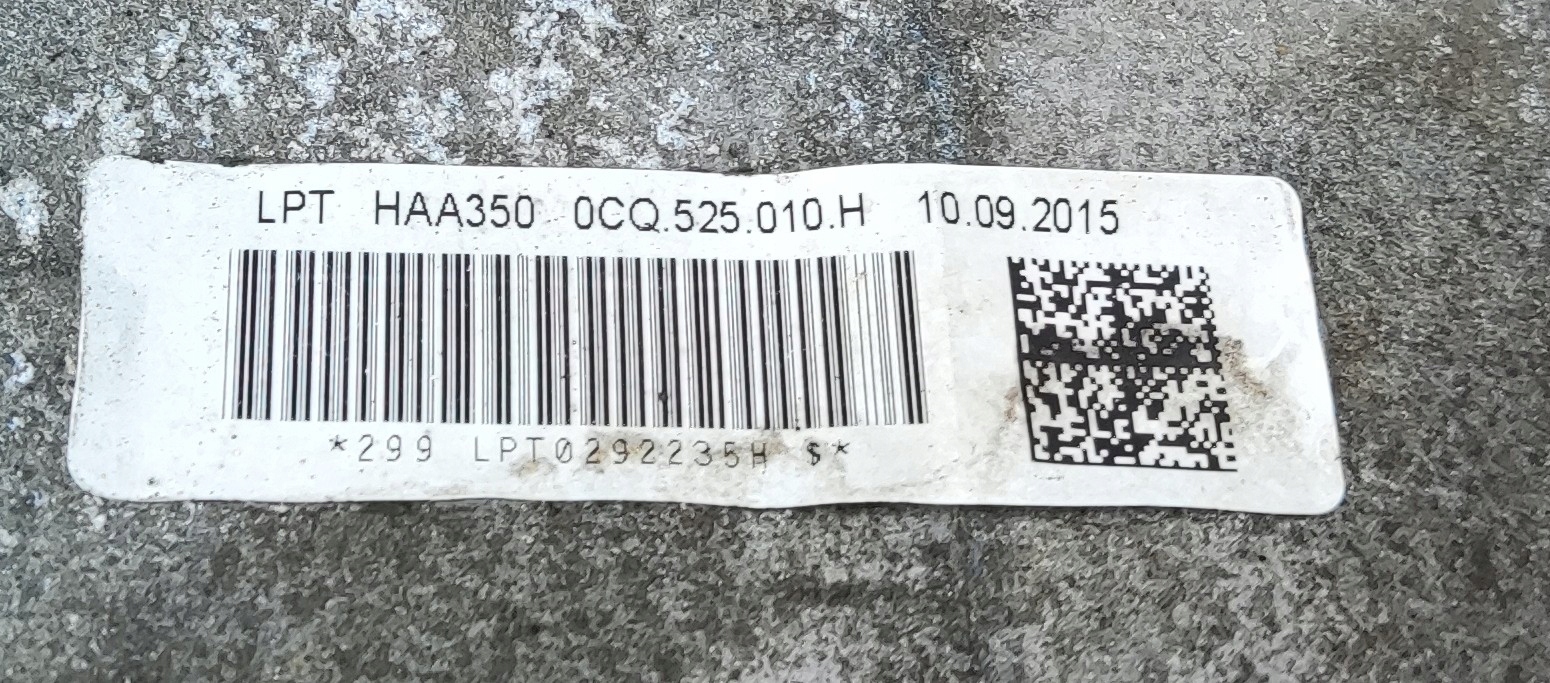 LPT HAA350 0CQ.525.010.H 10.09.2015
*299 LPT0292235H $*